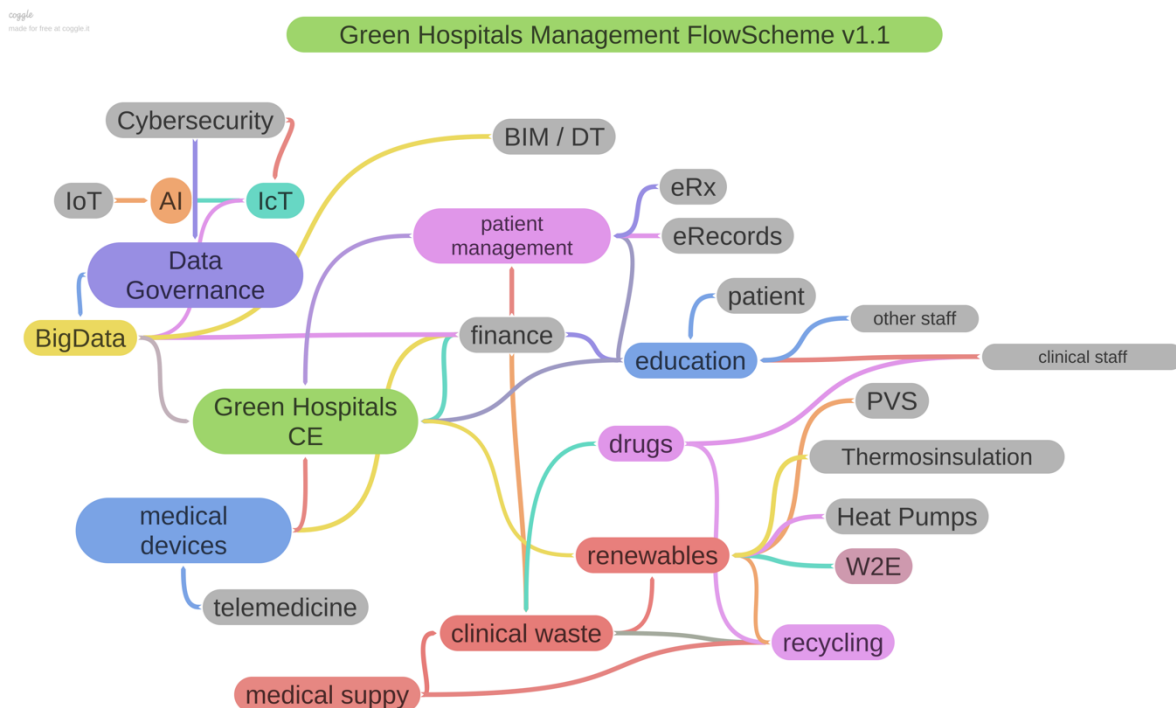 coggle
made for free at coggle.it
Green Hospitals Management FlowScheme v1.1
Cybersecurity
BIM / DT
IoT
AI
IcT
eRx
patient
management
eRecords
Data
Governance
patient
other staff
BigData
finance
education
clinical staff
Green Hospitals
CE
PVS
drugs
Thermosinsulation
medical
devices
Heat Pumps
renewables
W2E
telemedicine
clinical waste
recycling
medical suppy